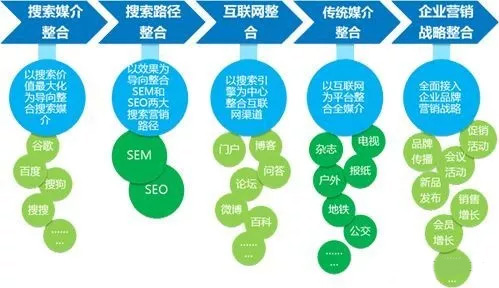 搜索媒介
整合
搜索路径
整合
互联网整
合
传统媒介
整合
企业营销
战略整合
以搜索价
值最大化
为导向整
合搜索媒
介
以效果为
导向整合
SEM和
SEO两大
搜索营销
路径
以搜索引
擎为中心
整合互联
网渠道
以互联网
为平台整
合全媒介
全面接入
企业品牌
营销战略
谷歌
百度
搜狗
搜搜
……
…
SEM
SEO
门户
博客
问答
论坛
微博
百科
……
…
杂志
电视
户外
报纸
地铁
公交
……
…
品牌
传播
促销
活动
会议
活动
新品
发布
销售
增长
会员
增长
……
…